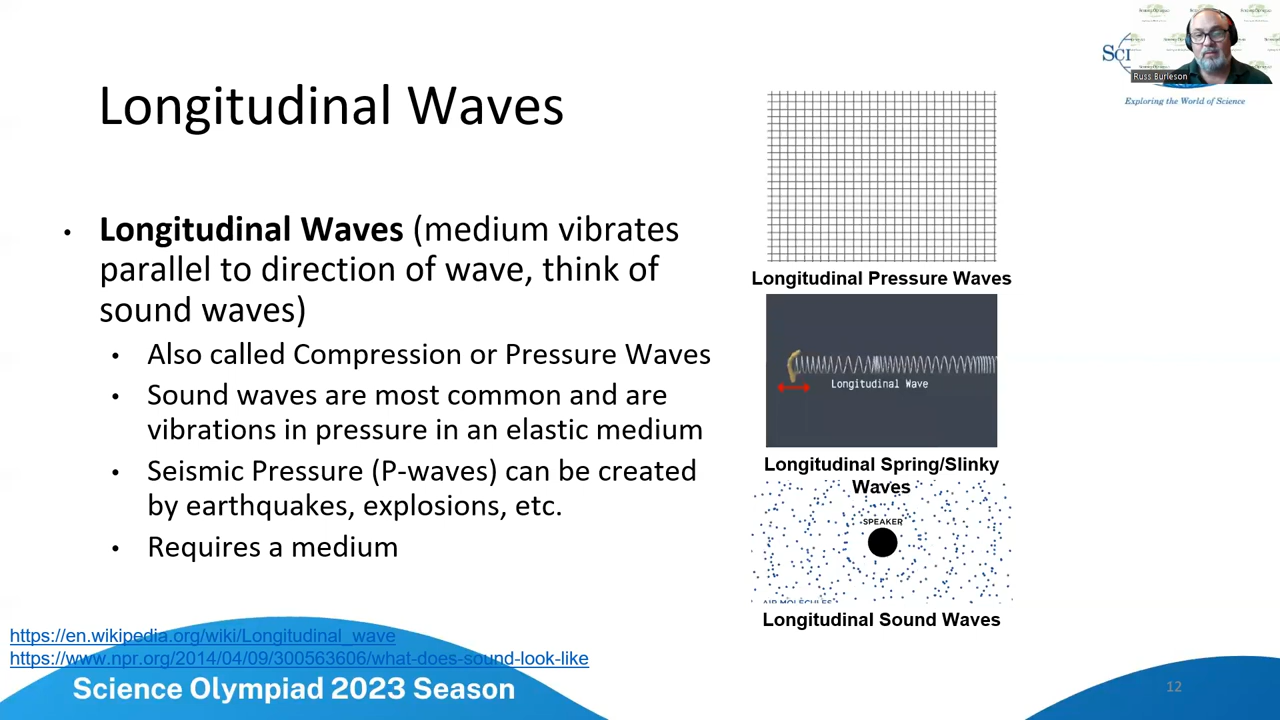 Longitudinal Waves
• Longitudinal Waves (medium vibrates
parallel to direction of wave, think of
sound waves)
• Also called Compression or Pressure Waves
• Sound waves are most common and are
vibrations in pressure in an elastic medium
• Seismic Pressure (P-waves) can be created
by earthquakes, explosions, etc.
• Requires a medium
Longitudinal Pressure Waves
Longitudinal Wave
Longitudinal Spring/Slinky
Waves
SPEAKER
AIR MOLECULES
Longitudinal Sound Waves
Sci
Russ Burleson
Exploring the World of Science
https://en.wikipedia.org/wiki/Longitudinal_wave
https://www.npr.org/2014/04/09/300563606/what-does-sound-look-like
Science Olympiad 2023 Season
12